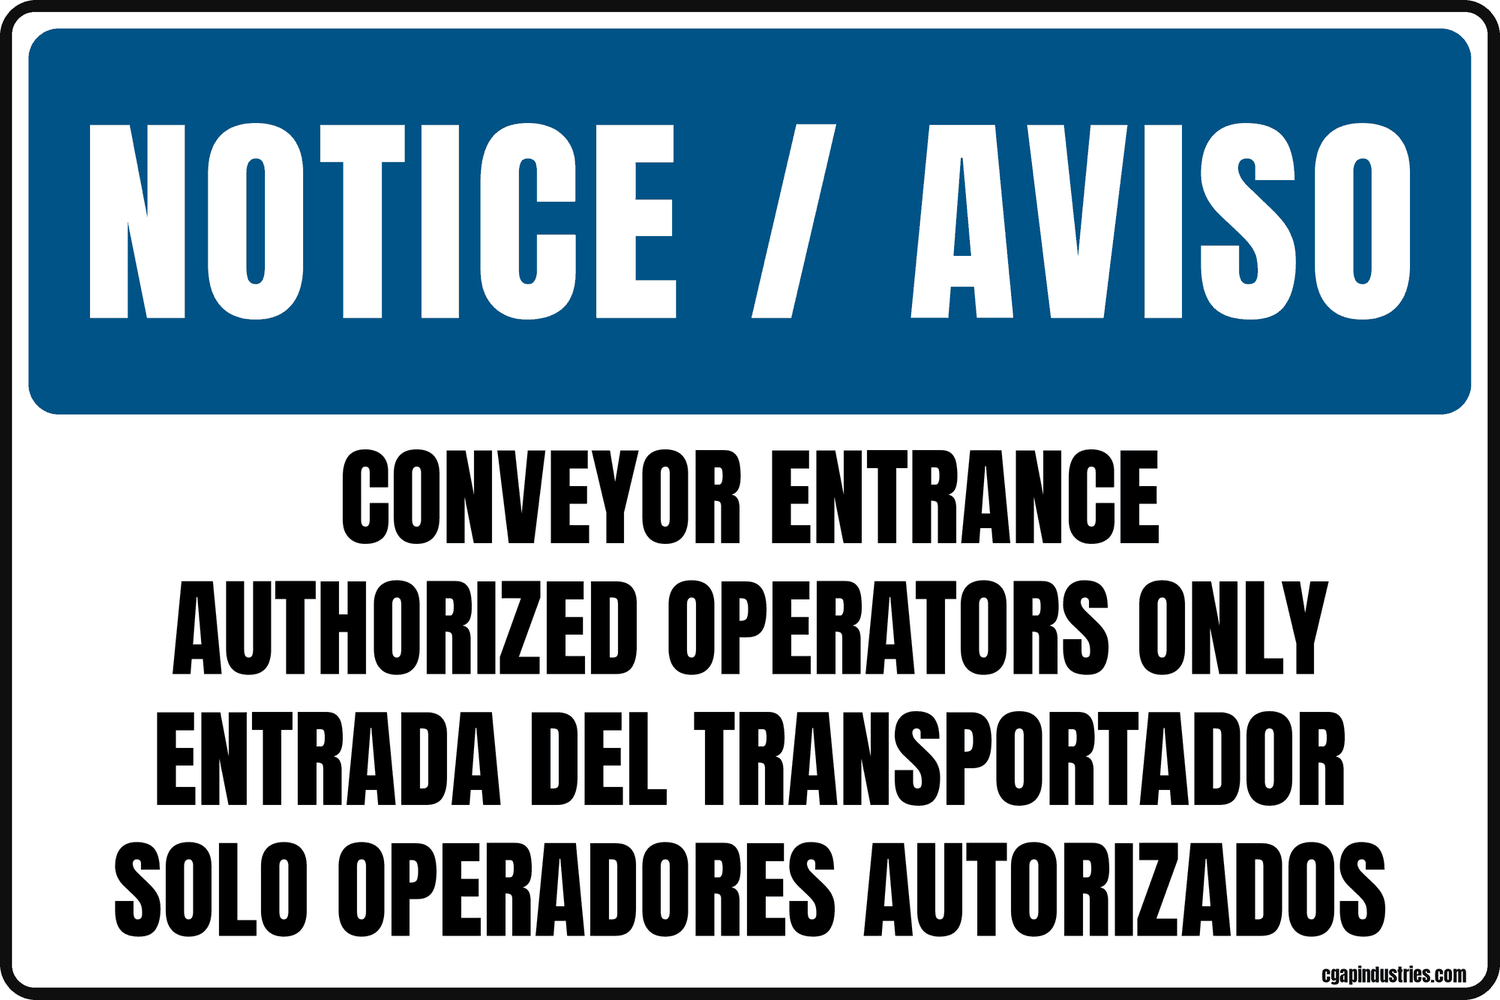 NOTICE / AVISO
CONVEYOR ENTRANCE
AUTHORIZED OPERATORS ONLY
ENTRADA DEL TRANSPORTADOR
SOLO OPERADORES AUTORIZADOS
cgapindustries.com